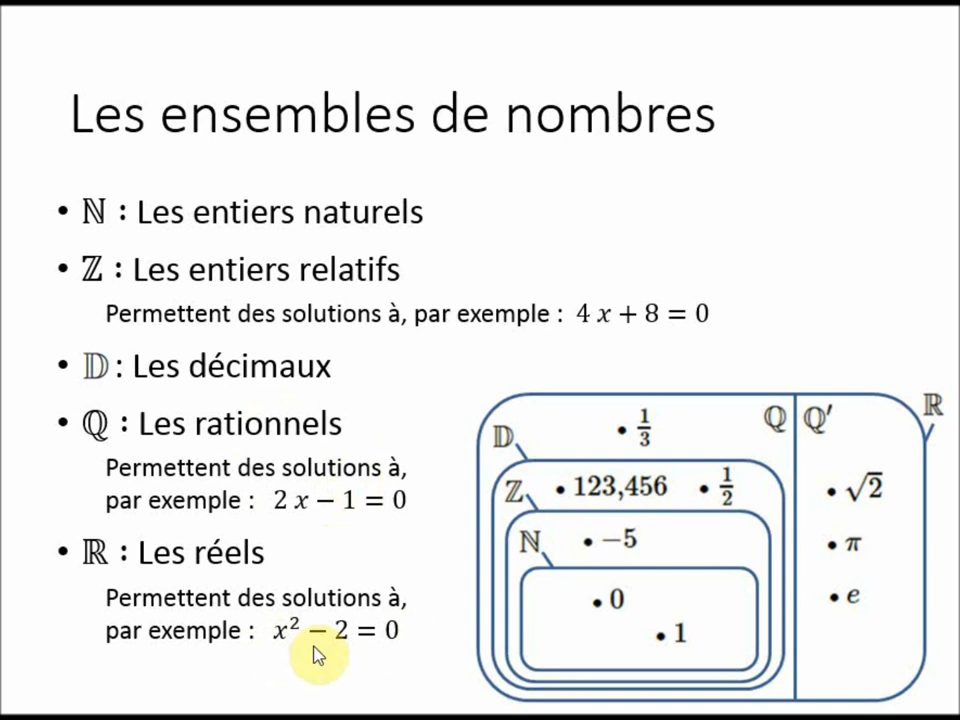 Les ensembles de nombres
• ℕ : Les entiers naturels
• ℤ : Les entiers relatifs
Permettent des solutions à, par exemple : 4 x + 8 = 0
• 𝔻 : Les décimaux
• ℚ : Les rationnels
Permettent des solutions à,
par exemple : 2 x − 1 = 0
• ℝ : Les réels
Permettent des solutions à,
par exemple : x² − 2 = 0
ℝ
ℚ ℚ′
𝔻 • 1/3
ℤ • 123,456 • 1/2
ℕ • −5
• 0
• 1
• √2
• π
• e